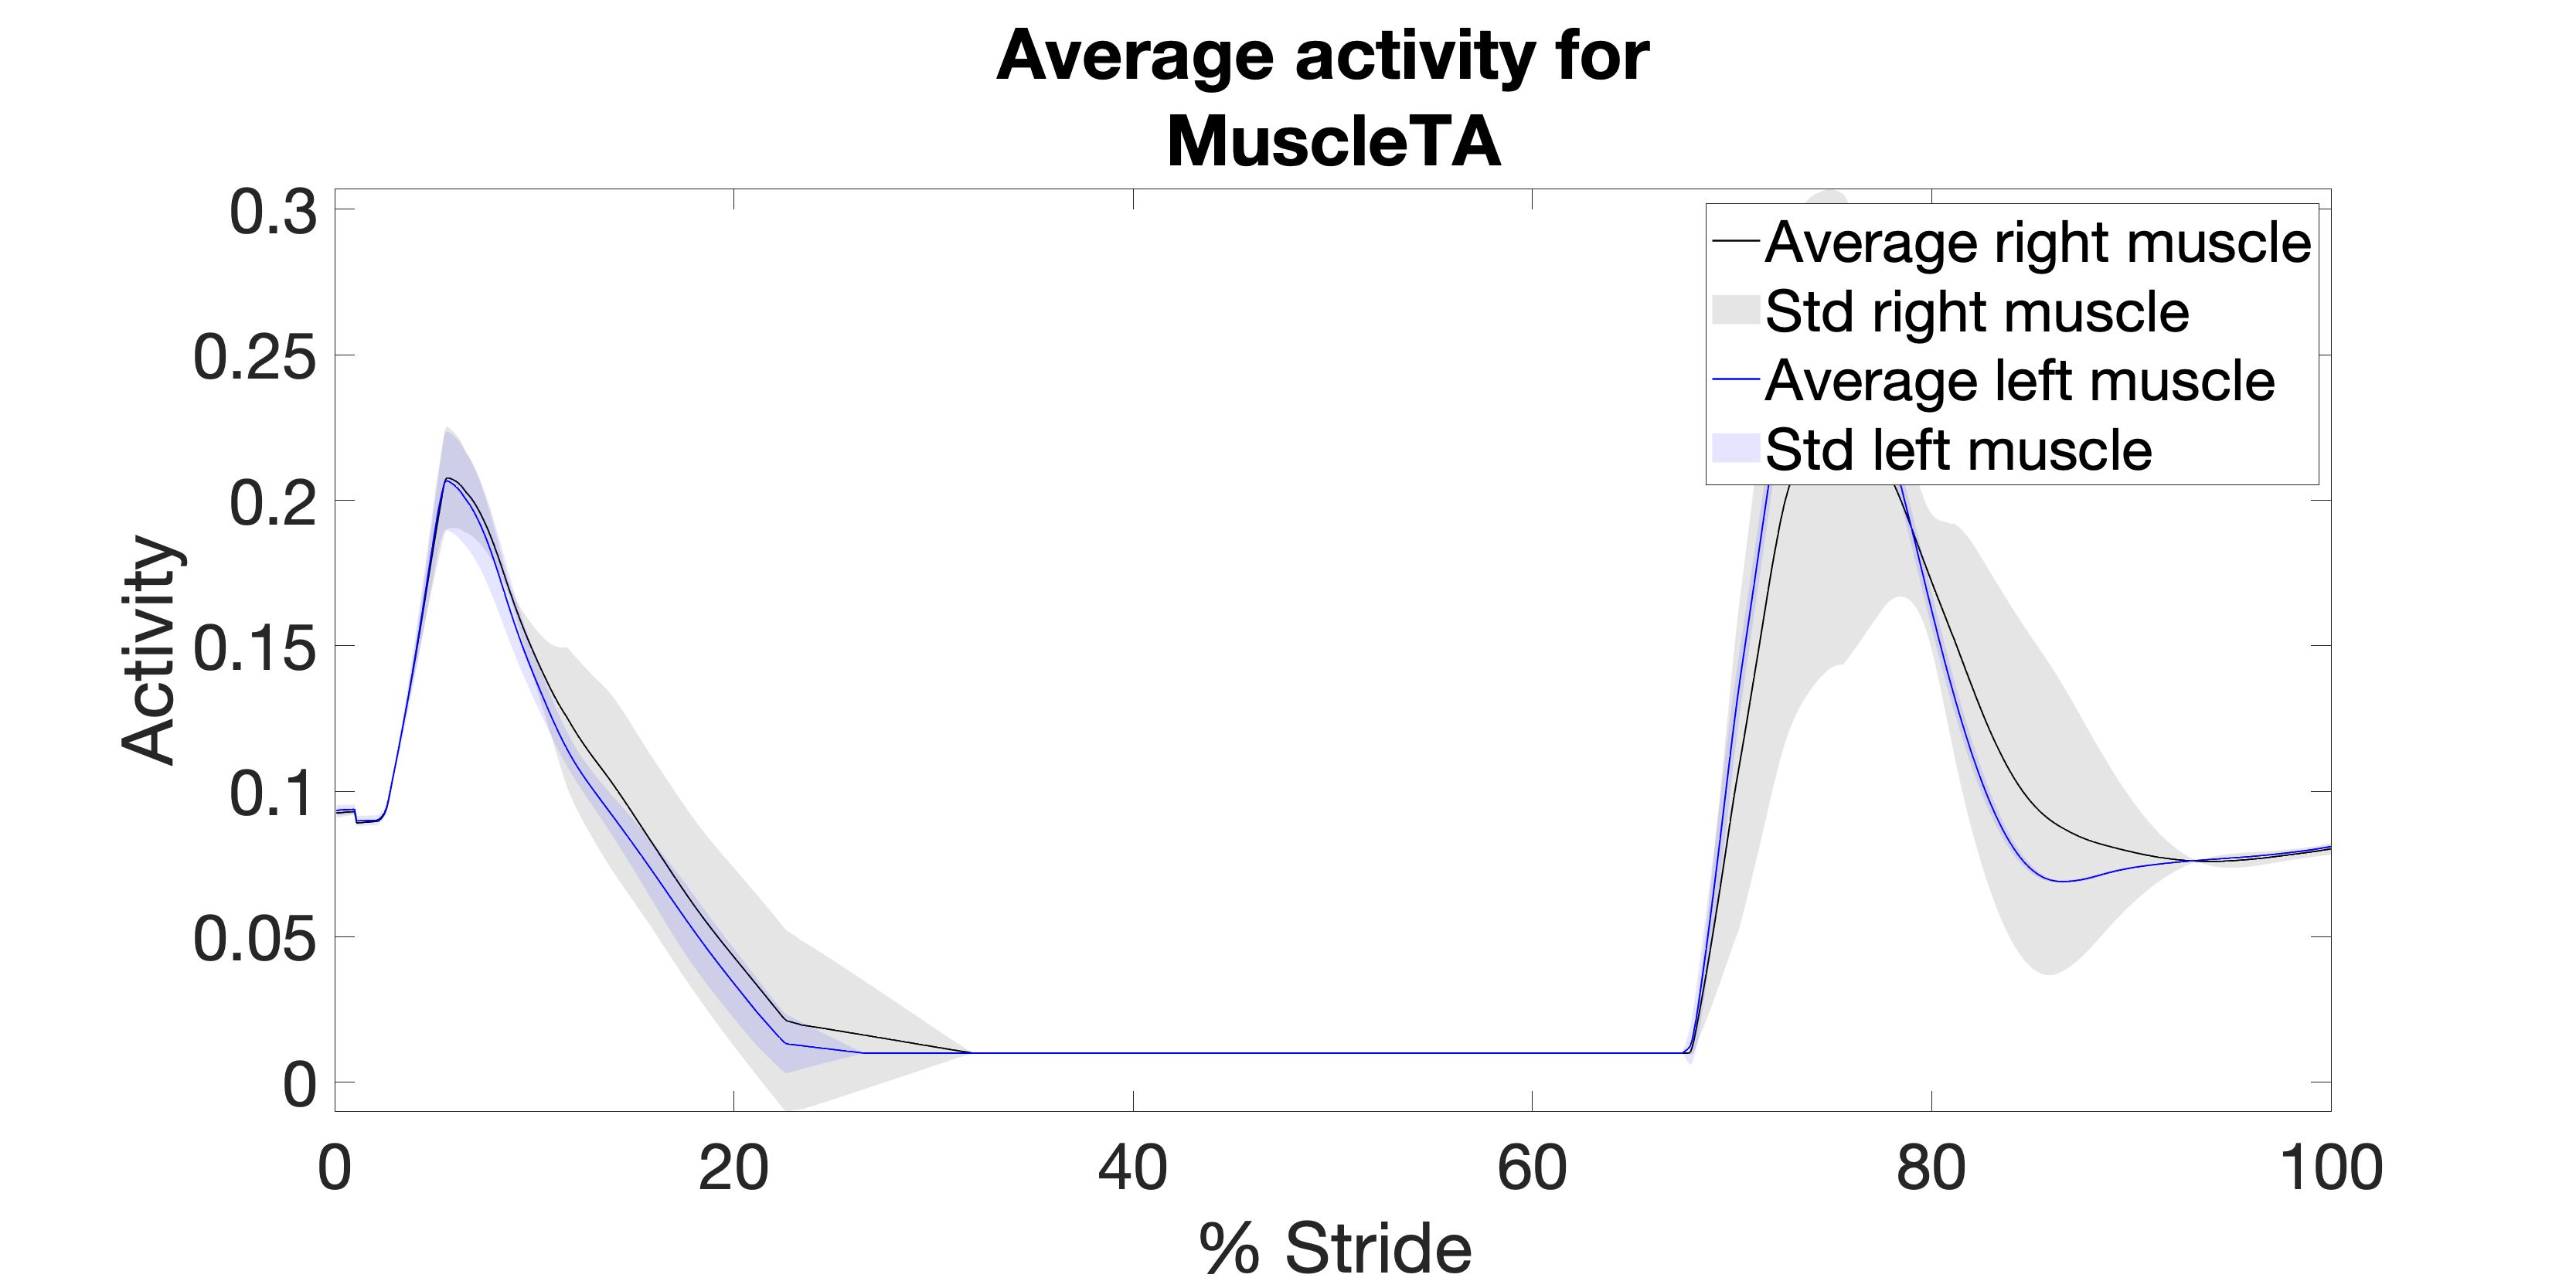 Average activity for
MuscleTA
0.3
0.25
0.2
0.15
0.1
0.05
0
Activity
Average right muscle
Std right muscle
Average left muscle
Std left muscle
0 20 40 60 80 100
% Stride